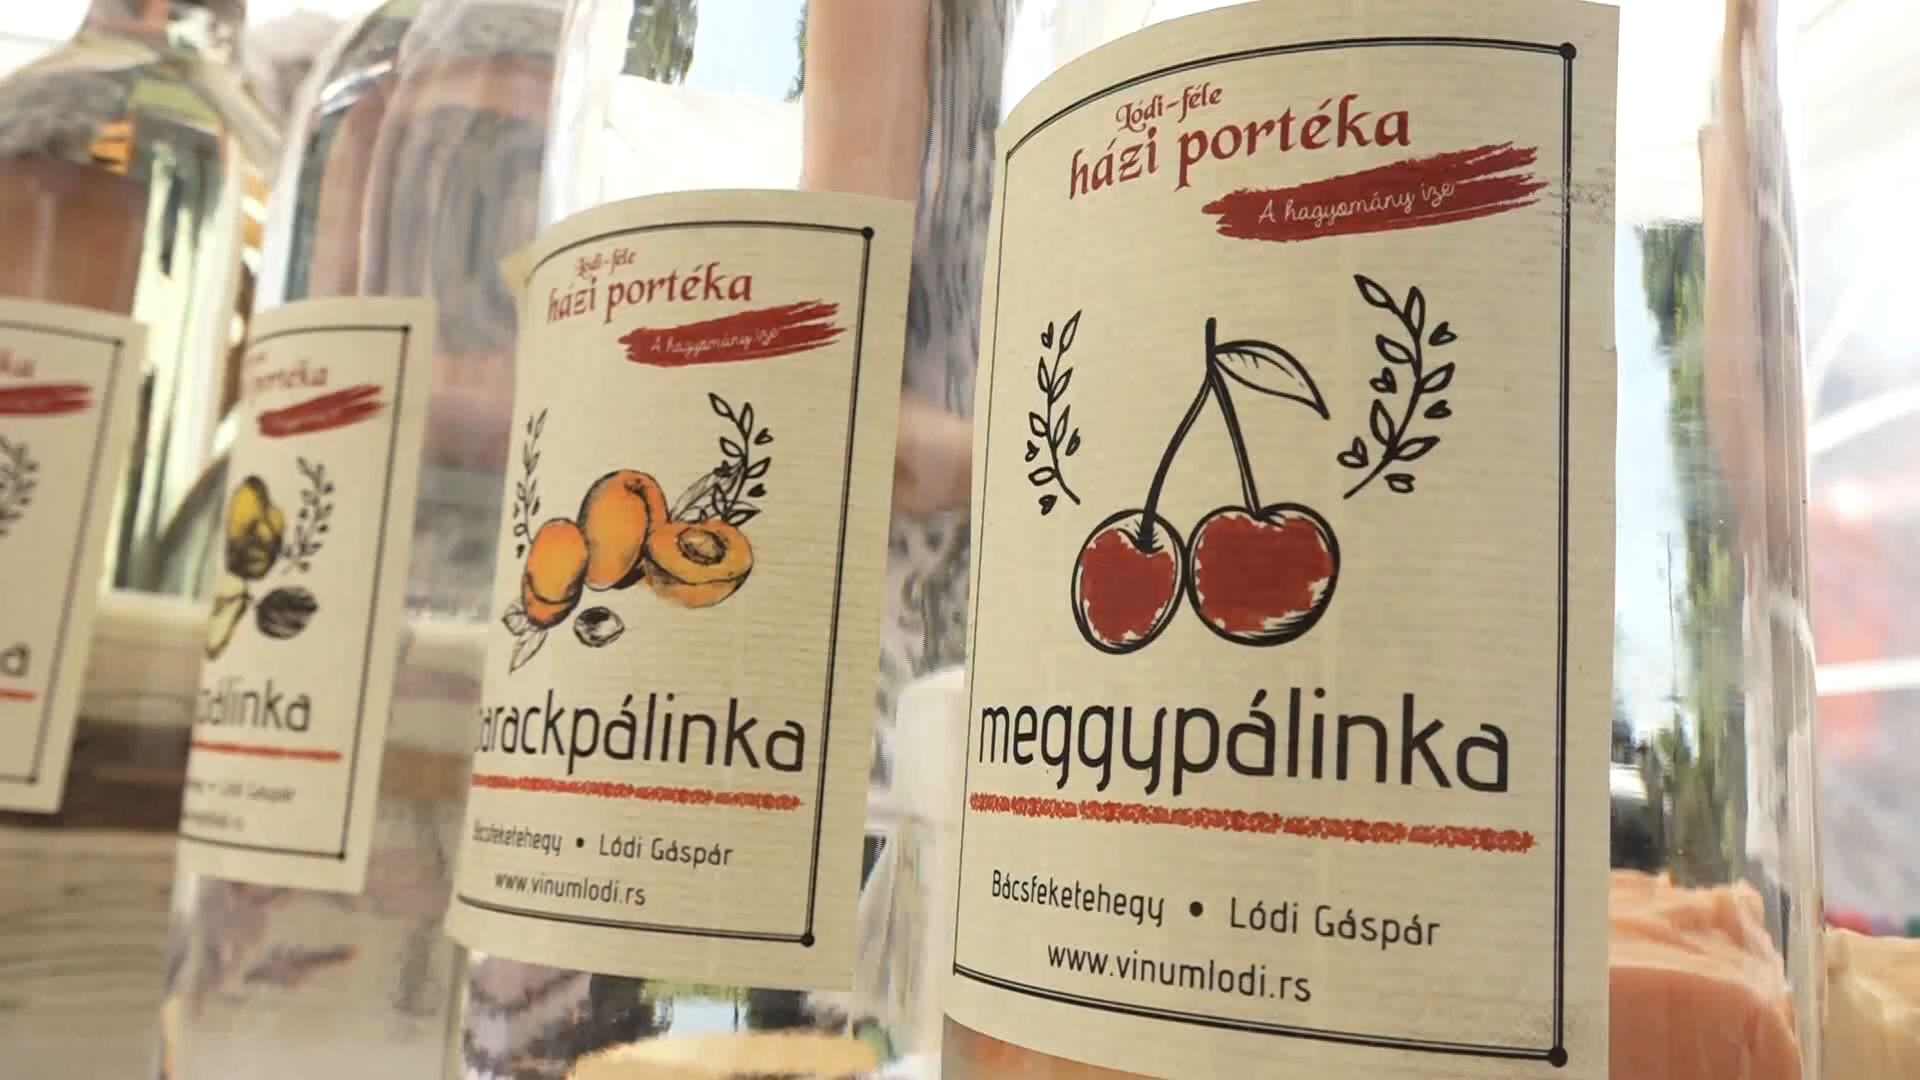 Lódi-féle
házi portéka
A hagyomány íze
meggypálinka
Bácsfeketehegy • Lódi Gáspár
www.vinumlodi.rs
Lódi-féle
házi portéka
A hagyomány íze
barackpálinka
Bácsfeketehegy • Lódi Gáspár
www.vinumlodi.rs
portéka
pálinka